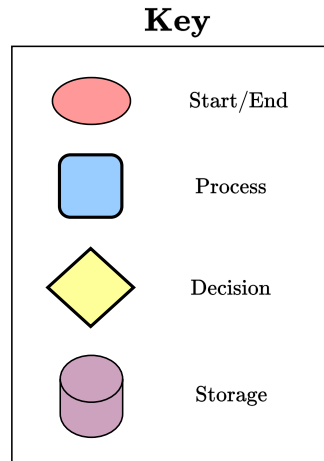 Key
Start/End
Process
Decision
Storage